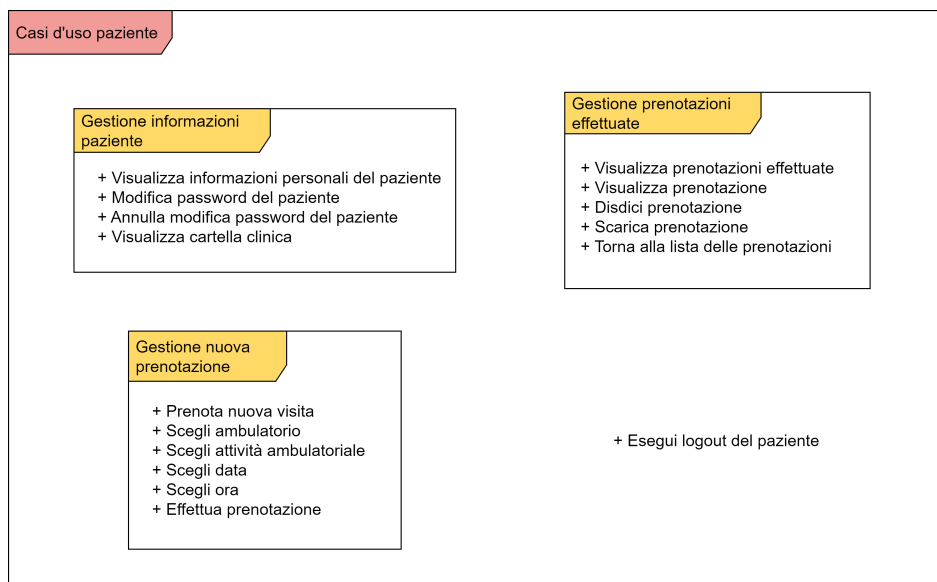 Casi d'uso paziente
Gestione informazioni
paziente
+ Visualizza informazioni personali del paziente
+ Modifica password del paziente
+ Annulla modifica password del paziente
+ Visualizza cartella clinica
Gestione prenotazioni
effettuate
+ Visualizza prenotazioni effettuate
+ Visualizza prenotazione
+ Disdici prenotazione
+ Scarica prenotazione
+ Torna alla lista delle prenotazioni
Gestione nuova
prenotazione
+ Prenota nuova visita
+ Scegli ambulatorio
+ Scegli attività ambulatoriale
+ Scegli data
+ Scegli ora
+ Effettua prenotazione
+ Esegui logout del paziente